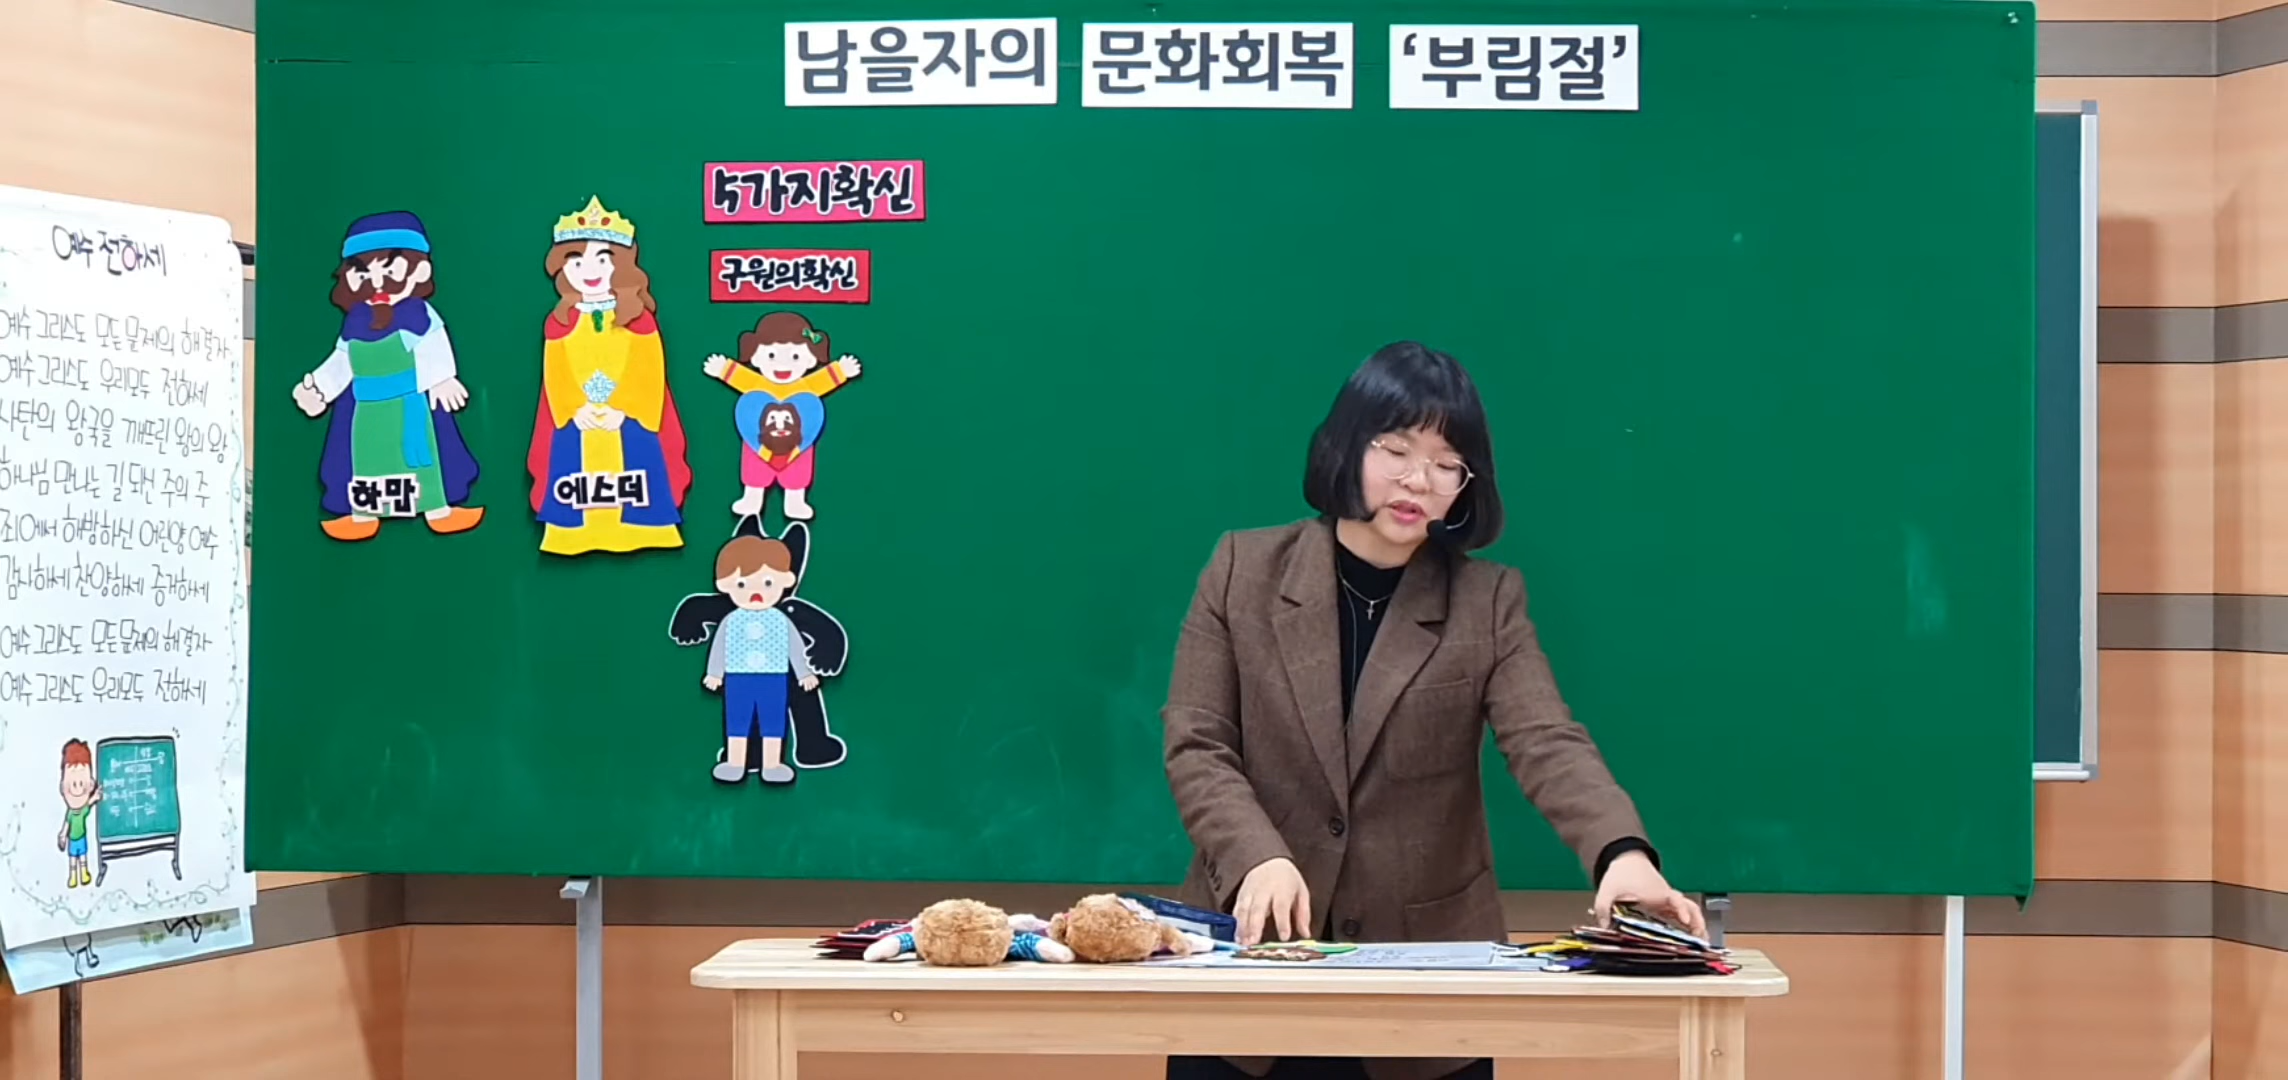 남을자의 문화회복 ‘부림절’
5가지확신
구원의확신
하만
에스더
예수 전하세
예수 그리스도 모든 문제의 해결자
예수 그리스도 우리모두 전하세
사탄의 왕국을 깨뜨린 왕의 왕
하나님 만나는 길 되신 주의 주
죄에서 해방하신 어린양 예수
감사하세 찬양하세 증거하세
예수 그리스도 모든 문제의 해결자
예수 그리스도 우리모두 전하세